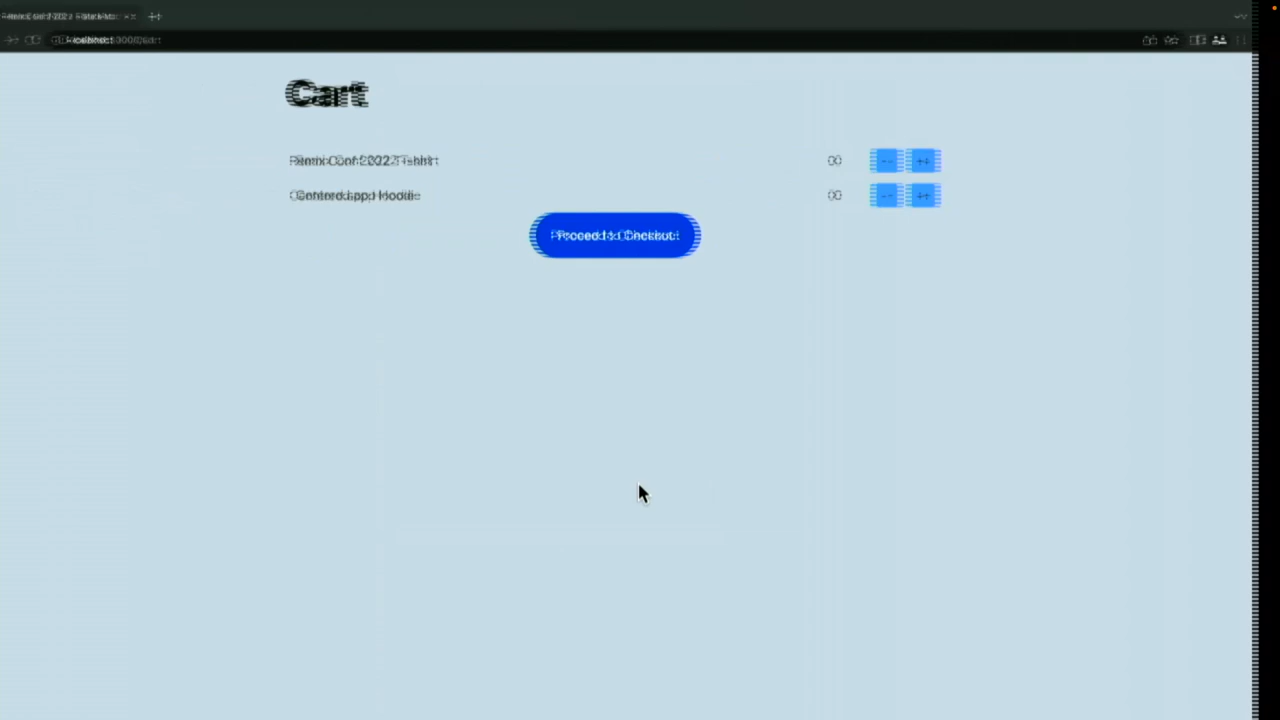 Cart
Remix Conf 2022 T-shirt 0 - +
Centered.app Hoodie 0 - +
Proceed to Checkout